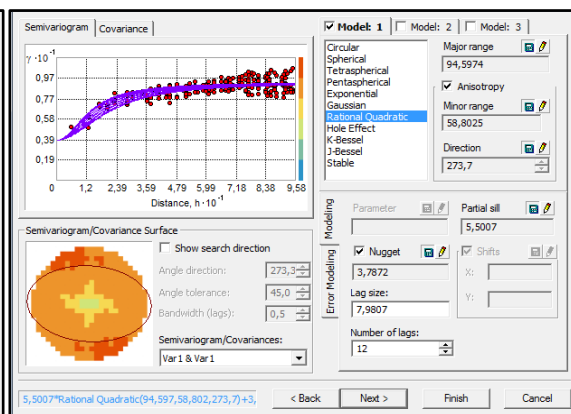 Semivariogram Covariance
γ ·10⁻¹
0,97
0,77
0,58
0,39
0,19
0 1,2 2,39 3,59 4,79 5,99 7,18 8,38 9,58
Distance, h ·10⁻¹
Semivariogram/Covariance Surface
Show search direction
Angle direction: 273,3
Angle tolerance: 45,0
Bandwidth (lags): 0,5
Semivariogram/Covariances:
Var1 & Var1
Model: 1 Model: 2 Model: 3
Circular
Spherical
Tetraspherical
Pentaspherical
Exponential
Gaussian
Rational Quadratic
Hole Effect
K-Bessel
J-Bessel
Stable
Major range
94,5974
Anisotropy
Minor range
58,8025
Direction
273,7
Modeling
Error Modeling
Parameter
Partial sill
5,5007
Nugget
3,7872
Shifts
X:
Y:
Lag size:
7,9807
Number of lags:
12
5,5007*Rational Quadratic(94,597,58,802,273,7)+3,
< Back Next > Finish Cancel